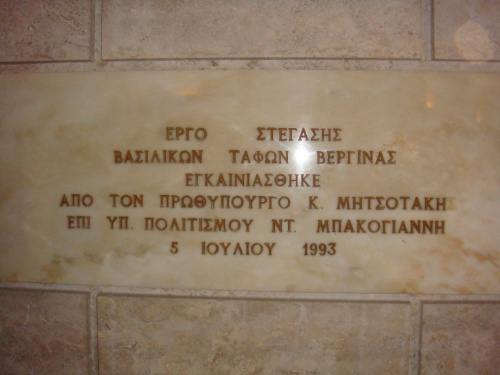 ΕΡΓΟ ΣΤΕΓΑΣΗΣ
ΒΑΣΙΛΙΚΩΝ ΤΑΦΩΝ ΒΕΡΓΙΝΑΣ
ΕΓΚΑΙΝΙΑΣΘΗΚΕ
ΑΠΟ ΤΟΝ ΠΡΩΘΥΠΟΥΡΓΟ Κ. ΜΗΤΣΟΤΑΚΗ
ΕΠΙ ΥΠ. ΠΟΛΙΤΙΣΜΟΥ ΝΤ. ΜΠΑΚΟΓΙΑΝΝΗ
5 ΙΟΥΛΙΟΥ 1993